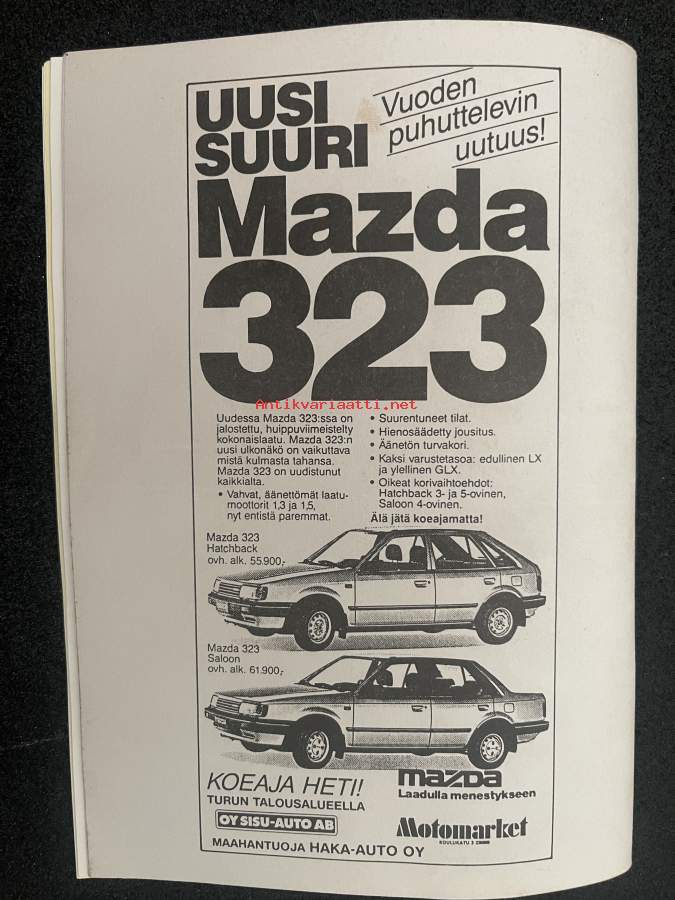 UUSI
SUURI
Vuoden
puhuttelevin
uutuus!
Mazda
323
Antikvariaatti.net
Uudessa Mazda 323:ssa on
jalostettu, huippuviimeistelty
kokonaislaatu. Mazda 323:n
uusi ulkonäkö on vaikuttava
mistä kulmasta tahansa.
Mazda 323 on uudistunut
kaikkialta.
• Vahvat, äänettömät laatu-
moottorit 1,3 ja 1,5,
nyt entistä paremmat.
• Suurentuneet tilat.
• Hienosäädetty jousitus.
• Äänetön turvakori.
• Kaksi varustetasoa: edullinen LX
ja ylellinen GLX.
• Oikeat korivaihtoehdot:
Hatchback 3- ja 5-ovinen,
Saloon 4-ovinen.
Älä jätä koeajamatta!
Mazda 323
Hatchback
ovh. alk. 55.900,-
Mazda 323
Saloon
ovh. alk. 61.900,-
KOEAJA HETI!
TURUN TALOUSALUEELLA
OY SISU-AUTO AB
mazda
Laadulla menestykseen
Motomarket
KOULUKATU 3
MAAHANTUOJA HAKA-AUTO OY